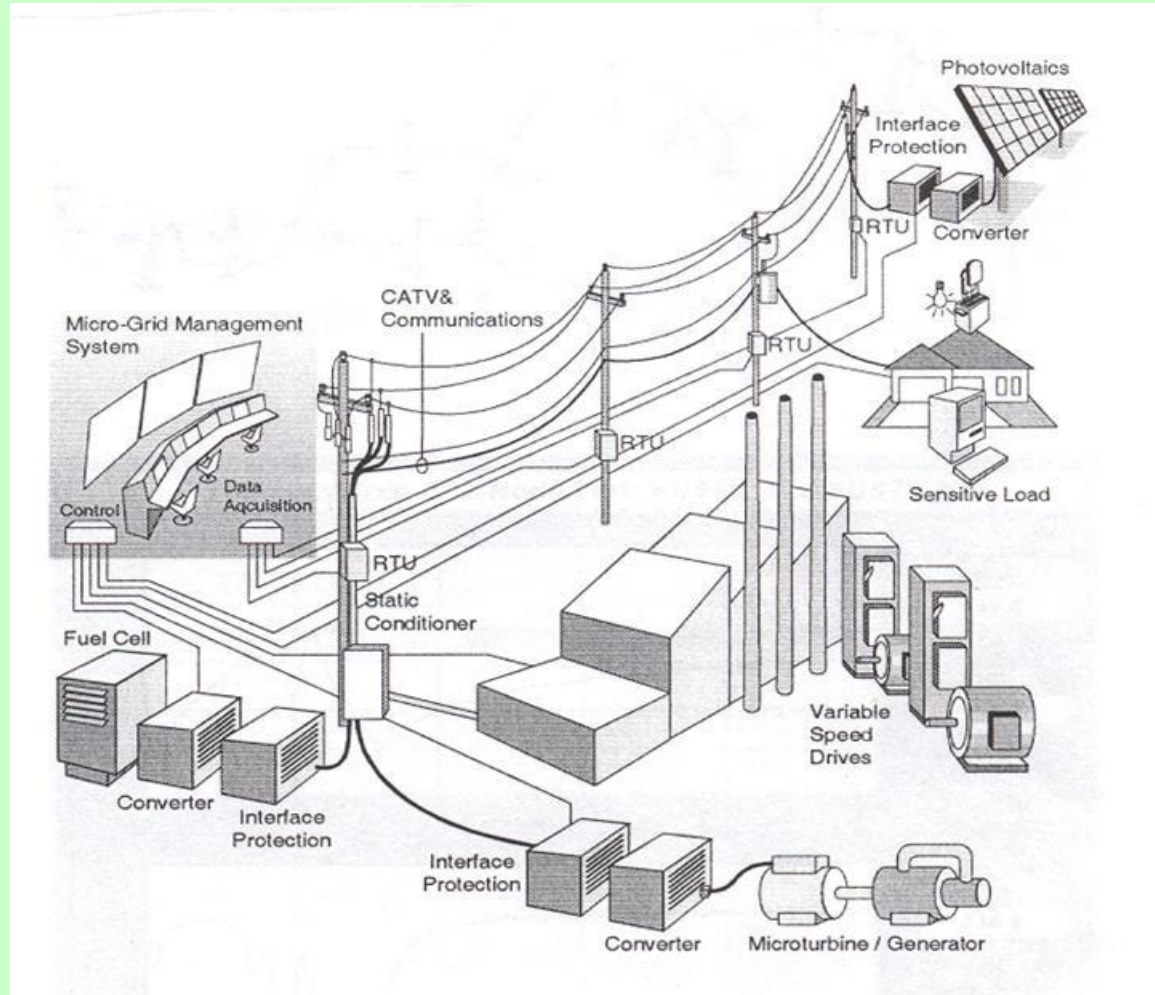 Photovoltaics
Interface
Protection
RTU
Converter
CATV&
Communications
Micro-Grid Management
System
RTU
RTU
Sensitive Load
Data
Aqcuisition
Control
RTU
Static
Conditioner
Fuel Cell
Variable
Speed
Drives
Converter
Interface
Protection
Interface
Protection
Converter
Microturbine / Generator